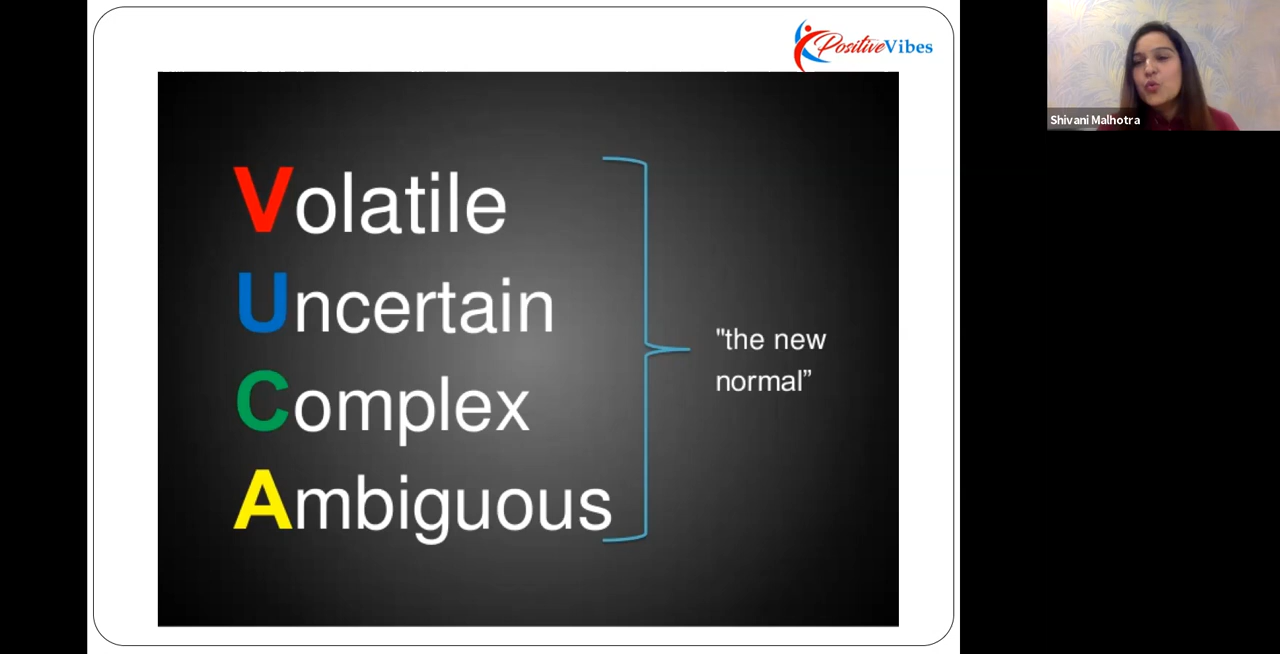 PositiveVibes
Volatile
Uncertain
Complex
Ambiguous
"the new
normal”
Shivani Malhotra